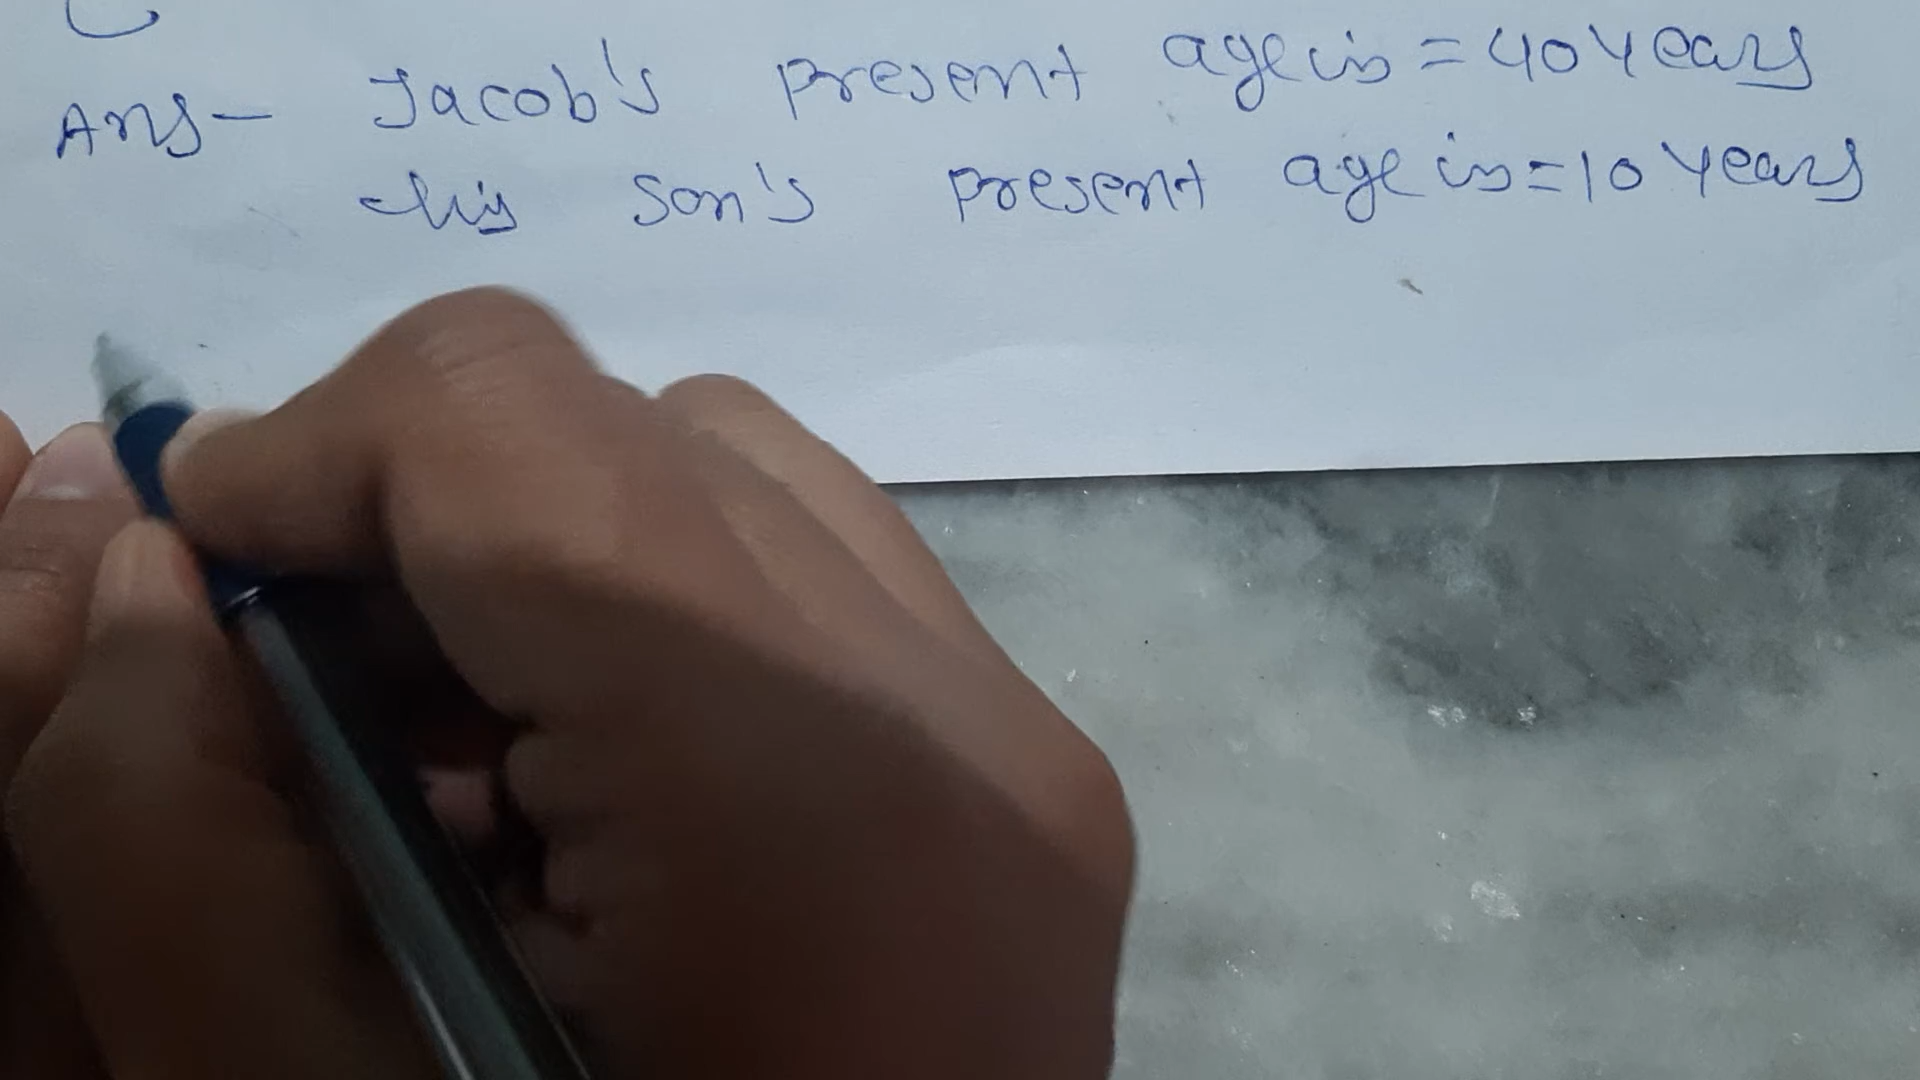 Ans- Jacob's present age is = 40 Years
his son's present age is = 10 Years